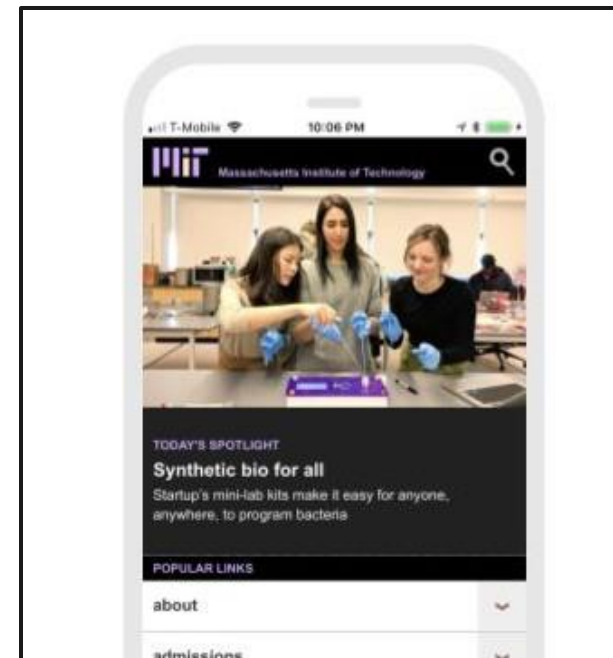 T-Mobile 10:06 PM
MIT Massachusetts Institute of Technology
TODAY'S SPOTLIGHT
Synthetic bio for all
Startup's mini-lab kits make it easy for anyone,
anywhere, to program bacteria
POPULAR LINKS
about
admissions